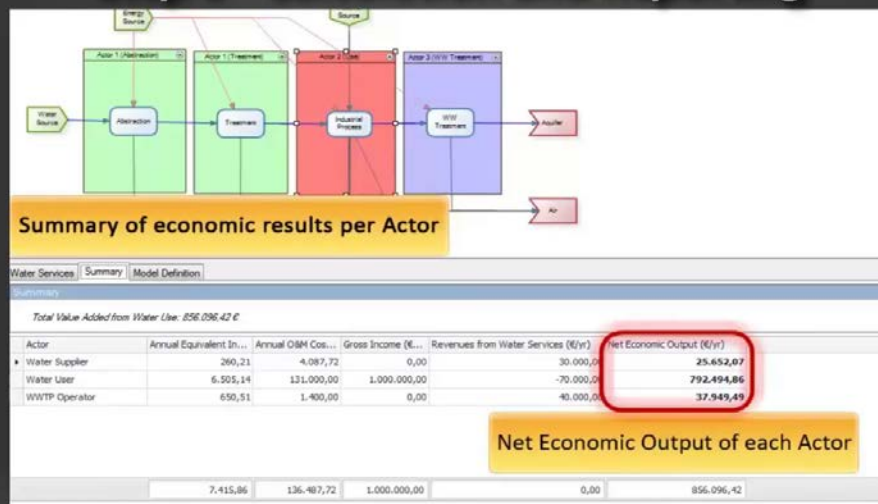 Energy
Source
Source
Actor 1 (Abstraction)
Actor 1 (Treatment)
Actor 3 (WW Treatment)
Water
Source
Abstraction
Treatment
Industrial
Process
WW
Treatment
Aquifer
Air
Summary of economic results per Actor
Water Services Summary Model Definition
Summary
Total Value Added from Water Use: 856.096,42 €
Actor Annual Equivalent In... Annual O&M Cos... Gross Income (€... Revenues from Water Services (€/yr) Net Economic Output (€/yr)
Water Supplier 260,21 4.087,72 0,00 30.000,0 25.652,07
Water User 6.505,14 131.000,00 1.000.000,00 -70.000,0 792.494,86
WWTP Operator 650,51 1.400,00 0,00 40.000,0 37.949,49
Net Economic Output of each Actor
7.415,86 136.487,72 1.000.000,00 0,00 856.096,42